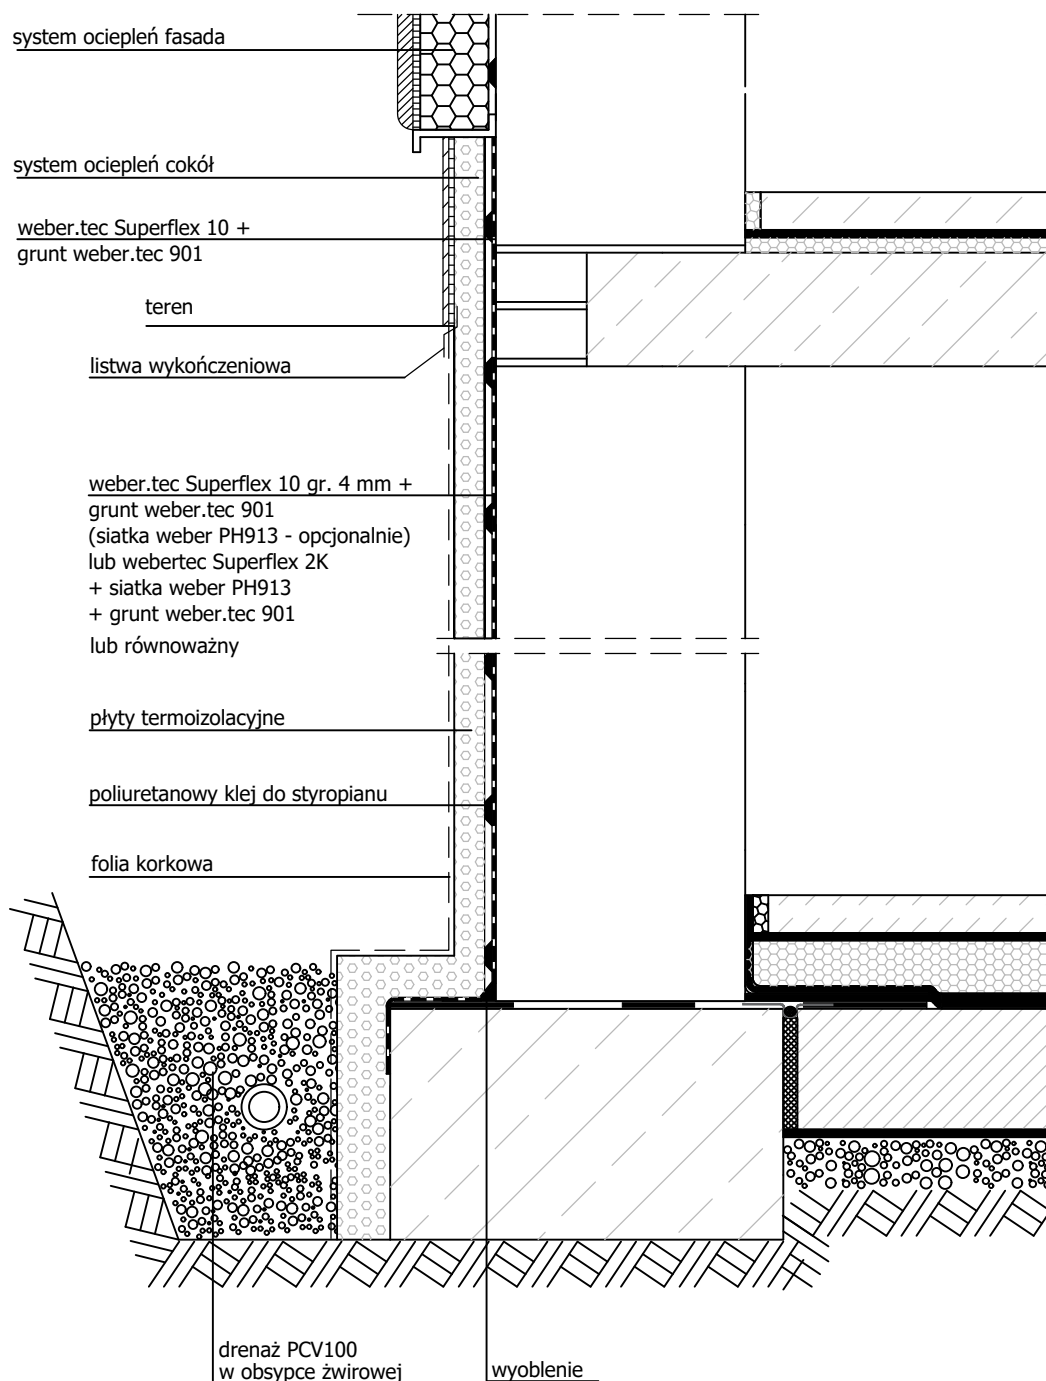 system ociepleń fasada
system ociepleń cokół
weber.tec Superflex 10 +
grunt weber.tec 901
teren
listwa wykończeniowa
weber.tec Superflex 10 gr. 4 mm +
grunt weber.tec 901
(siatka weber PH913 - opcjonalnie)
lub webertec Superflex 2K
+ siatka weber PH913
+ grunt weber.tec 901
lub równoważny
płyty termoizolacyjne
poliuretanowy klej do styropianu
folia korkowa
drenaż PCV100
w obsypce żwirowej
wyoblenie